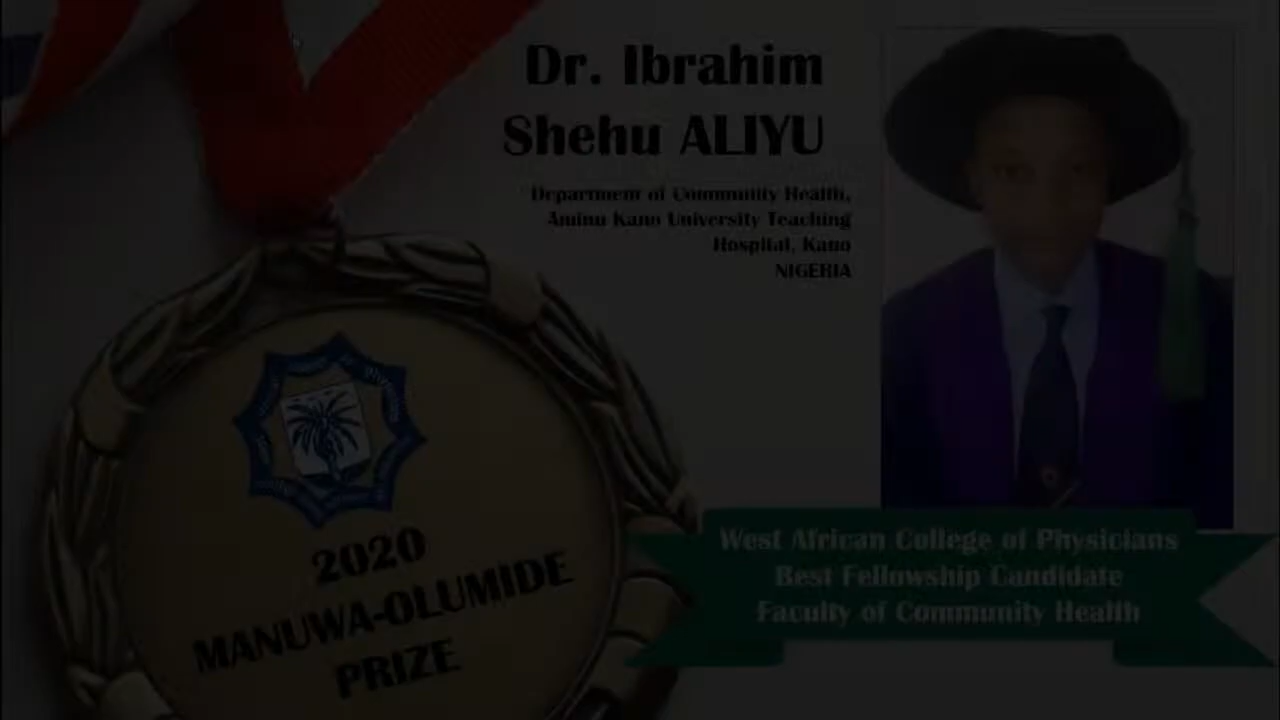 Dr. Ibrahim
Shehu ALIYU
Department of Community Health,
Aminu Kano University Teaching
Hospital, Kano
NIGERIA
2020
MANUWA-OLUMIDE
PRIZE
West African College of Physicians
Best Fellowship Candidate
Faculty of Community Health